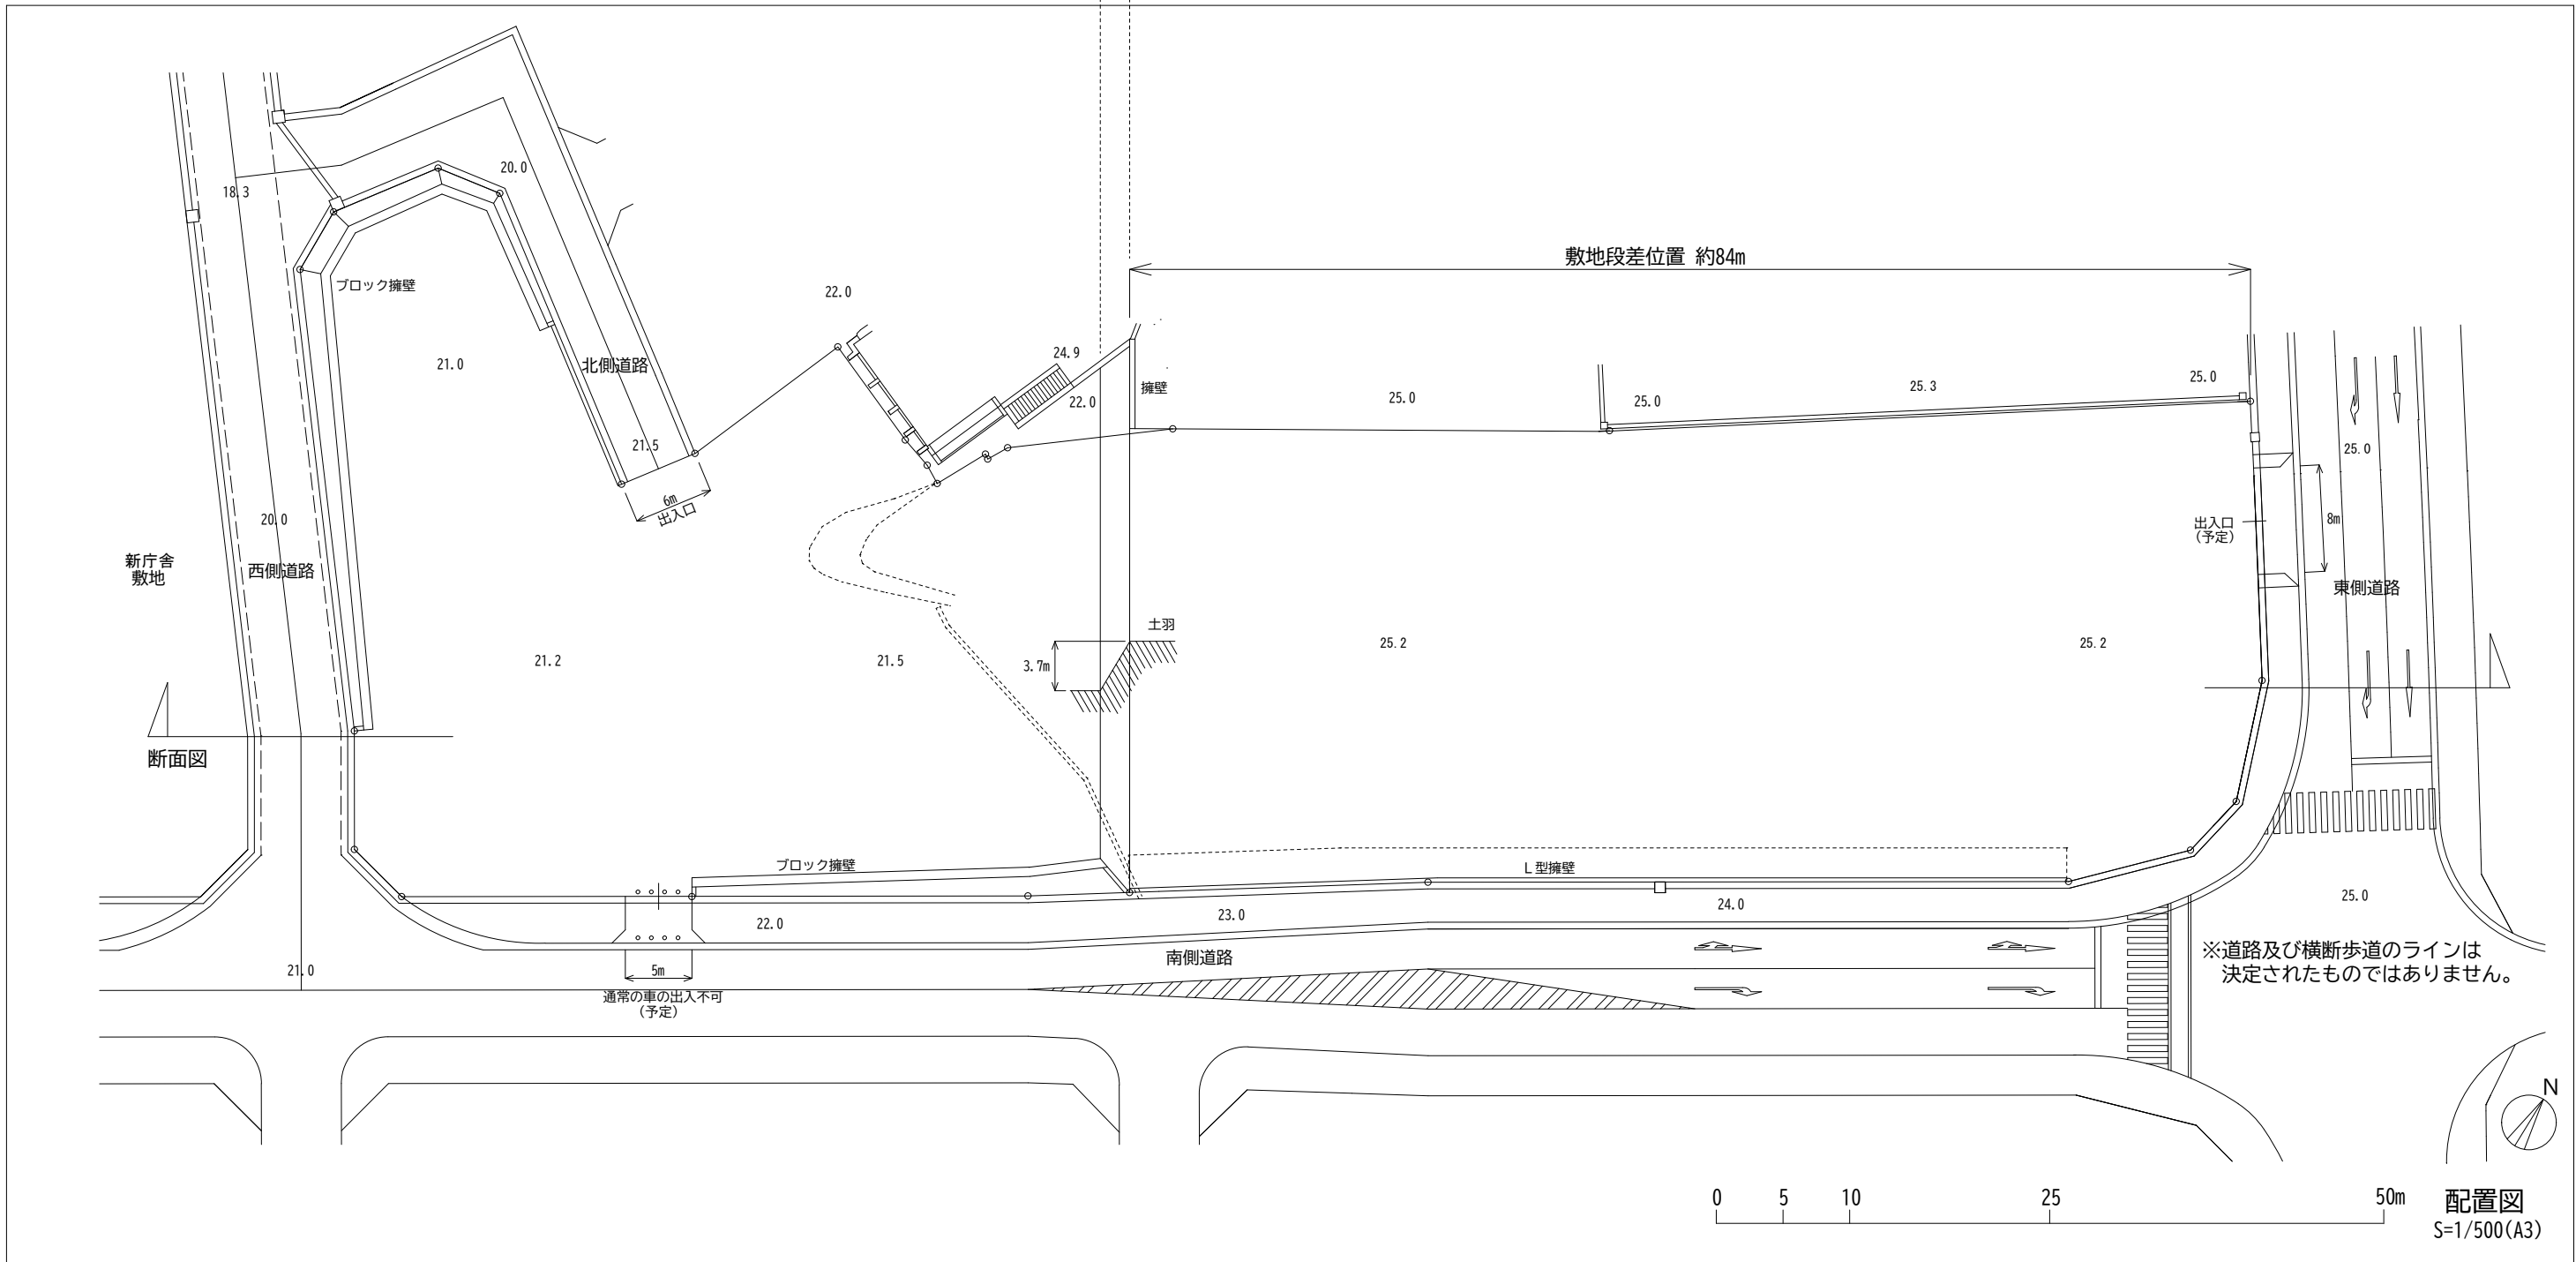 20.0
18.3
敷地段差位置 約84m
ブロック擁壁
22.0
21.0
北側道路
24.9
22.0
擁壁
25.0
25.0
25.3
25.0
21.5
25.0
6m
出入口
20.0
出入口
(予定)
8m
新庁舎
敷地
西側道路
東側道路
土羽
21.2
21.5
3.7m
25.2
25.2
断面図
ブロック擁壁
L型擁壁
22.0
23.0
24.0
25.0
南側道路
※道路及び横断歩道のラインは
決定されたものではありません。
21.0
5m
通常の車の出入不可
(予定)
N
0 5 10 25 50m
配置図
S=1/500(A3)